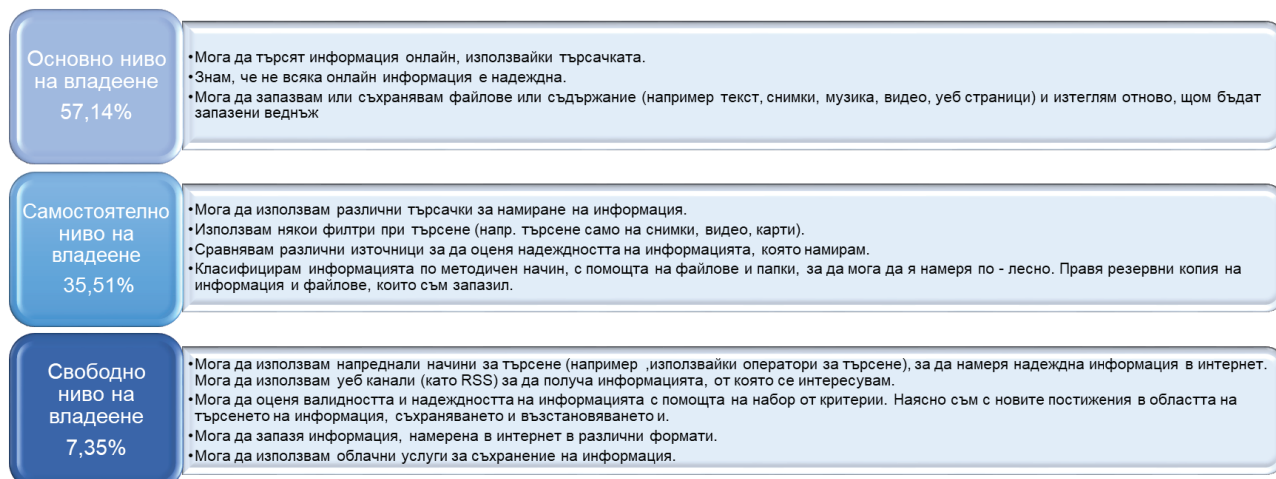 Основно ниво
на владеене
57,14%
•Мога да търсят информация онлайн, използвайки търсачката.
•Знам, че не всяка онлайн информация е надеждна.
•Мога да запазвам или съхранявам файлове или съдържание (например текст, снимки, музика, видео, уеб страници) и изтеглям отново, щом бъдат
запазени веднъж
Самостоятелно
ниво на
владеене
35,51%
•Мога да използвам различни търсачки за намиране на информация.
•Използвам някои филтри при търсене (напр. търсене само на снимки, видео, карти).
•Сравнявам различни източници за да оценя надеждността на информацията, която намирам.
•Класифицирам информацията по методичен начин, с помощта на файлове и папки, за да мога да я намеря по - лесно. Правя резервни копия на
информация и файлове, които съм запазил.
Свободно
ниво на
владеене
7,35%
•Мога да използвам напреднали начини за търсене (например ,използвайки оператори за търсене), за да намеря надеждна информация в интернет.
Мога да използвам уеб канали (като RSS) за да получа информацията, от която се интересувам.
•Мога да оценя валидността и надеждността на информацията с помощта на набор от критерии. Наясно съм с новите постижения в областта на
търсенето на информация, съхраняването и възстановяването и.
•Мога да запазя информация, намерена в интернет в различни формати.
•Мога да използвам облачни услуги за съхранение на информация.